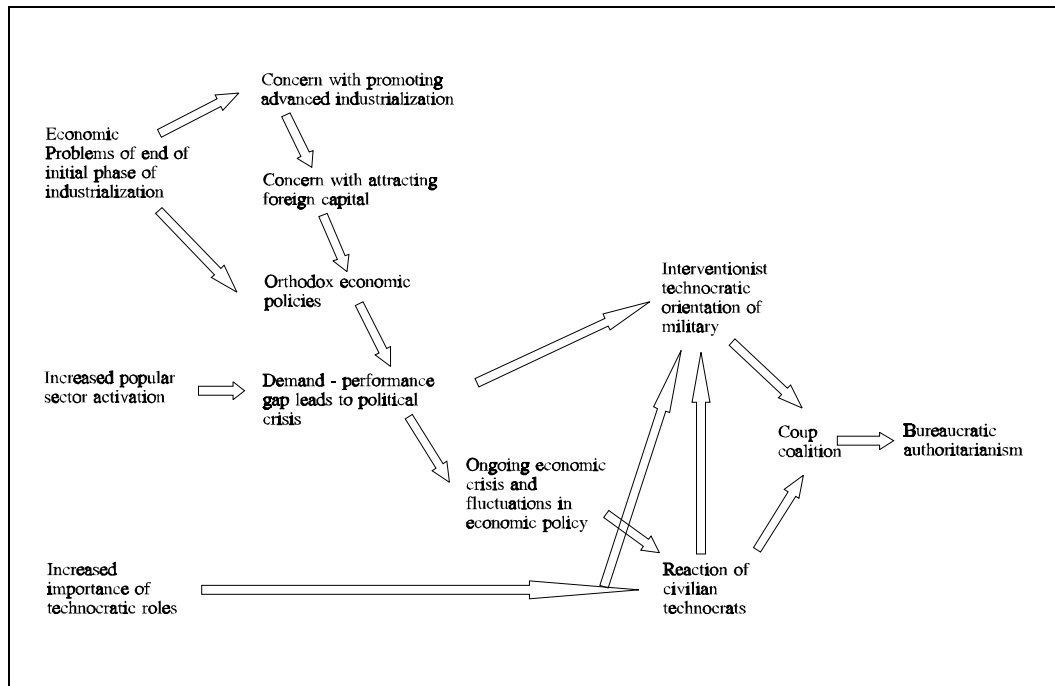 Concern with promoting
advanced industrialization
Economic
Problems of end of
initial phase of
industrialization
Concern with attracting
foreign capital
Orthodox economic
policies
Interventionist
technocratic
orientation of
military
Increased popular
sector activation
Demand - performance
gap leads to political
crisis
Coup
coalition
Bureaucratic
authoritarianism
Ongoing economic
crisis and
fluctuations in
economic policy
Increased
importance of
technocratic roles
Reaction of
civilian
technocrats